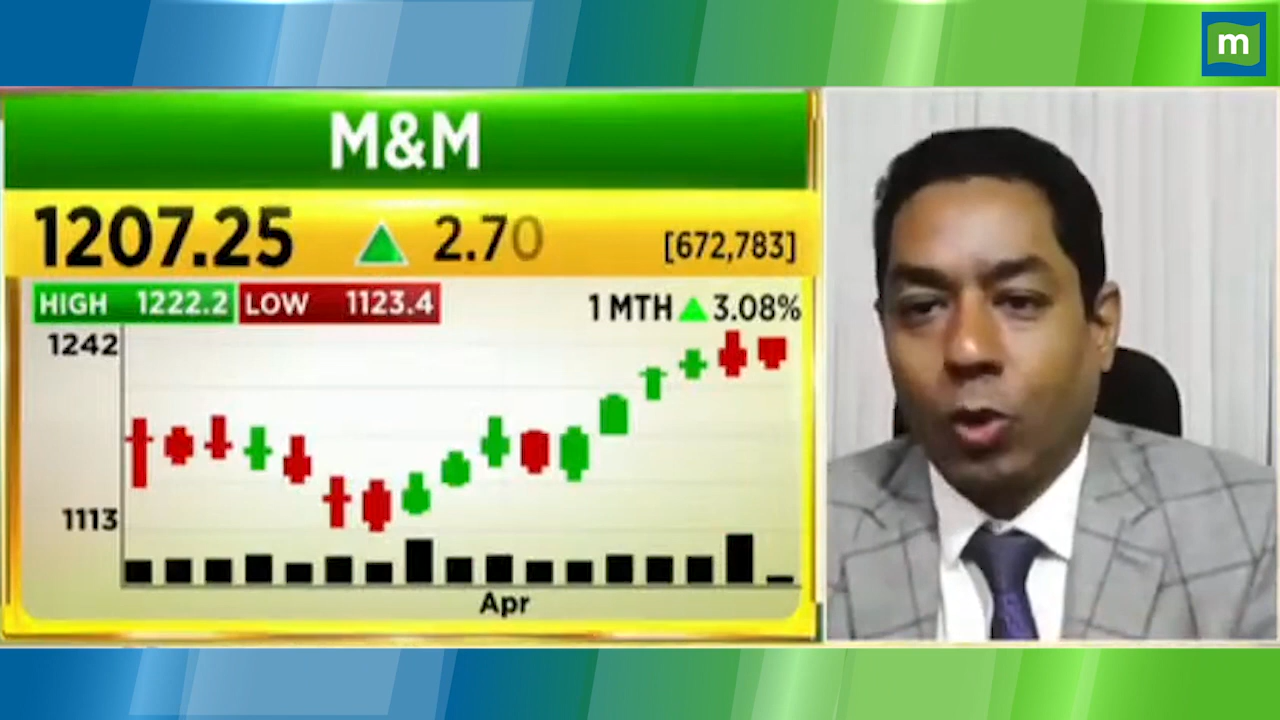 m
M&M
1207.25 ▲ 2.70 [672,783]
HIGH 1222.2 LOW 1123.4 1 MTH ▲ 3.08%
1242
1113
Apr